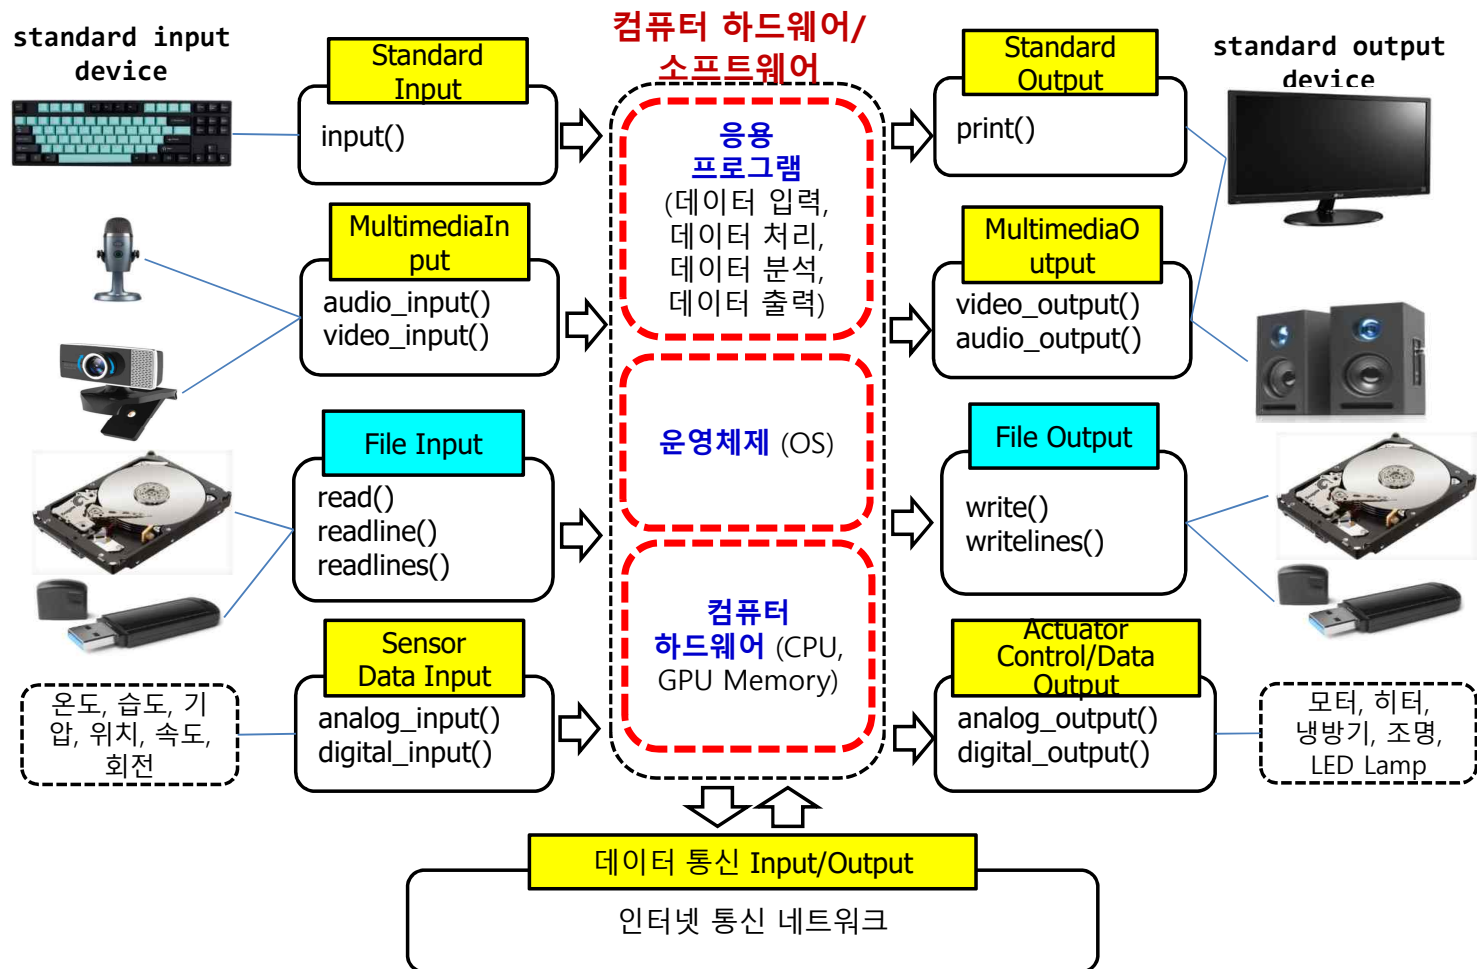 standard input
device
Standard
Input
input()
MultimediaIn
put
audio_input()
video_input()
File Input
read()
readline()
readlines()
Sensor
Data Input
analog_input()
digital_input()
온도, 습도, 기
압, 위치, 속도,
회전
컴퓨터 하드웨어/
소프트웨어
응용
프로그램
(데이터 입력,
데이터 처리,
데이터 분석,
데이터 출력)
운영체제 (OS)
컴퓨터
하드웨어 (CPU,
GPU Memory)
Standard
Output
print()
MultimediaO
utput
video_output()
audio_output()
File Output
write()
writelines()
Actuator
Control/Data
Output
analog_output()
digital_output()
standard output
device
모터, 히터,
냉방기, 조명,
LED Lamp
데이터 통신 Input/Output
인터넷 통신 네트워크